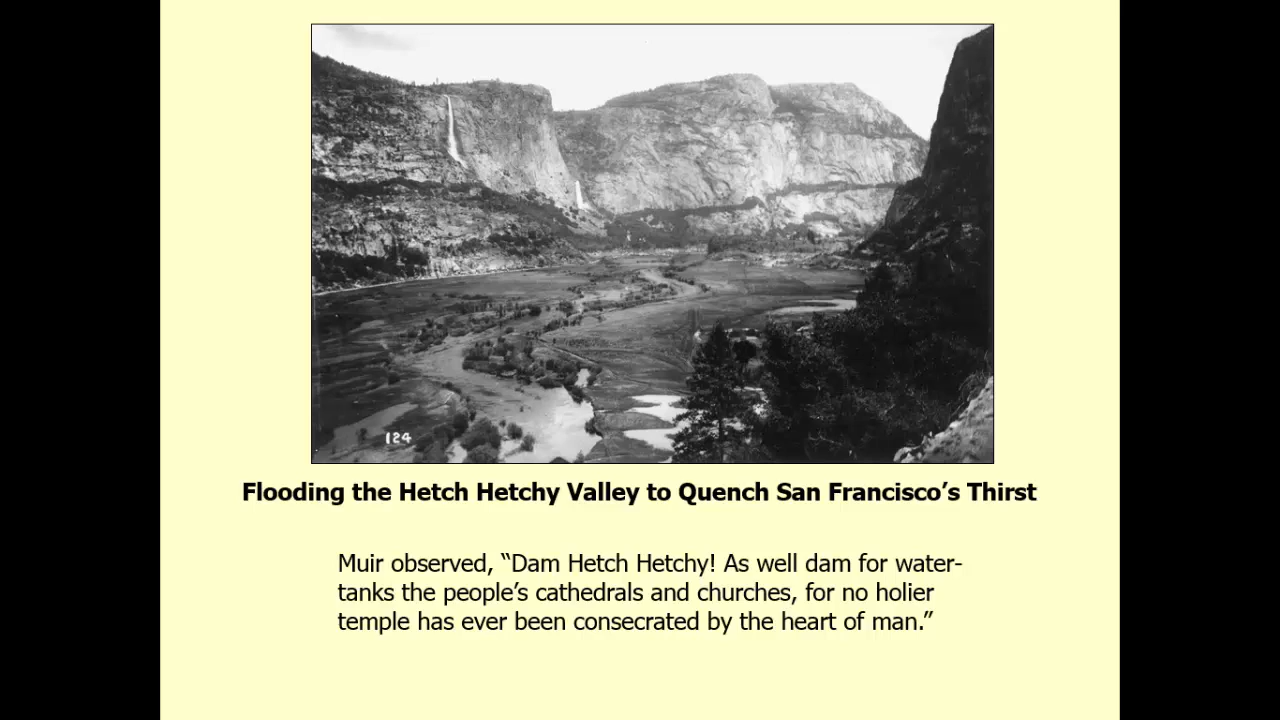 124
Flooding the Hetch Hetchy Valley to Quench San Francisco’s Thirst
Muir observed, “Dam Hetch Hetchy! As well dam for water-
tanks the people’s cathedrals and churches, for no holier
temple has ever been consecrated by the heart of man.”